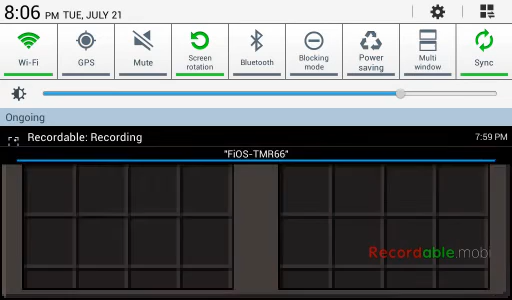 8:06 PM TUE, JULY 21
Wi-Fi
GPS
Mute
Screen
rotation
Bluetooth
Blocking
mode
Power
saving
Multi
window
Sync
Ongoing
Recordable: Recording 7:59 PM
"FiOS-TMR66"
Recordable.mobi